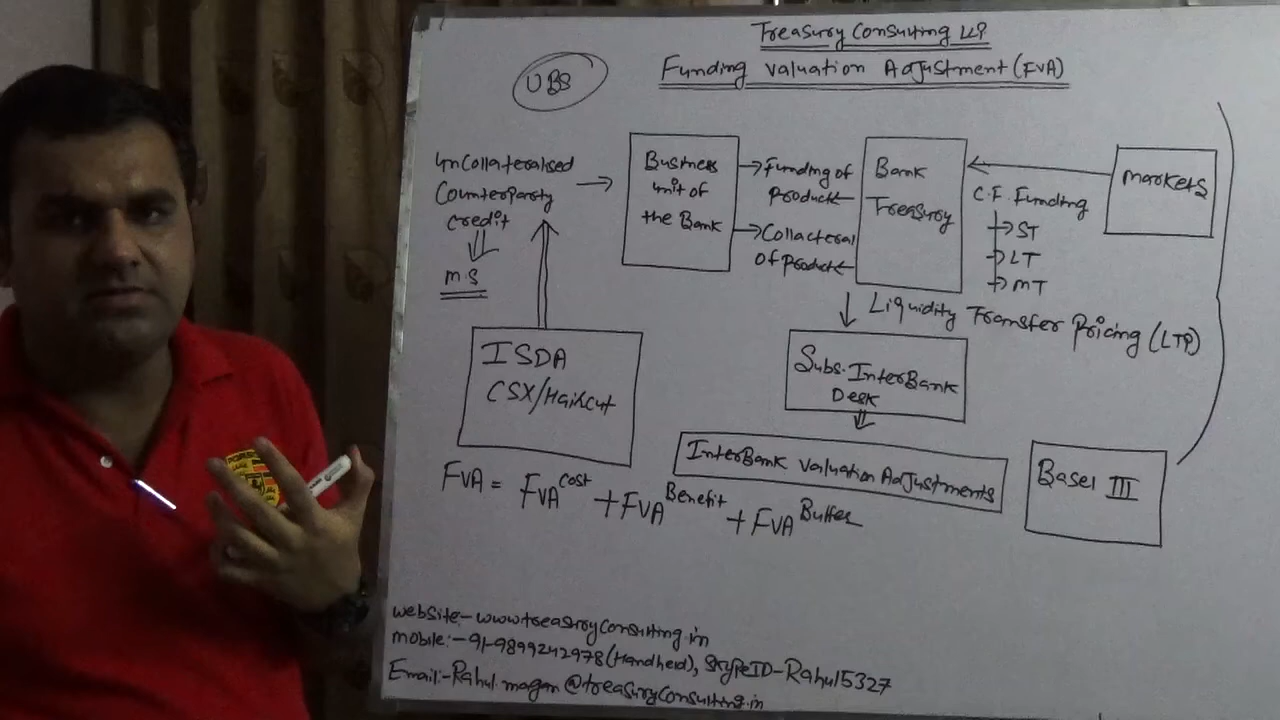 Treasury Consulting LLP
Funding Valuation Adjustment (FVA)
UBS
Uncollateralised
Counterparty
Credit
M.S
Business
Unit of
the Bank
Funding of
Product
Collacteral
Of Product
Bank
Treasury
C.F. Funding
ST
LT
MT
Markets
Liquidity Transfer Pricing (LTP)
ISDA
CSX/Haircut
Subs. InterBank
Desk
InterBank Valuation Adjustments
Basel III
FVA = FVA Cost + FVA Benefit + FVA Buffer
Website:- www.treasuryconsulting.in
Mobile:- 91-9899242978 (Handheld), Skype ID - Rahul5327
Email:- Rahul.magan@treasuryconsulting.in